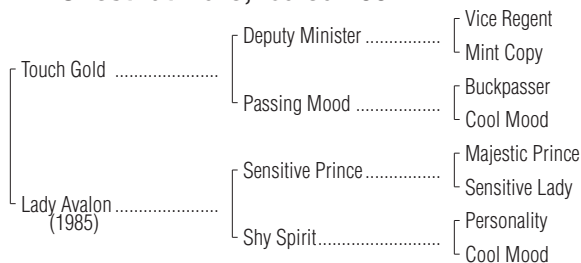 Touch Gold
Lady Avalon
(1985)
Deputy Minister
Passing Mood
Sensitive Prince
Shy Spirit
Vice Regent
Mint Copy
Buckpasser
Cool Mood
Majestic Prince
Sensitive Lady
Personality
Cool Mood